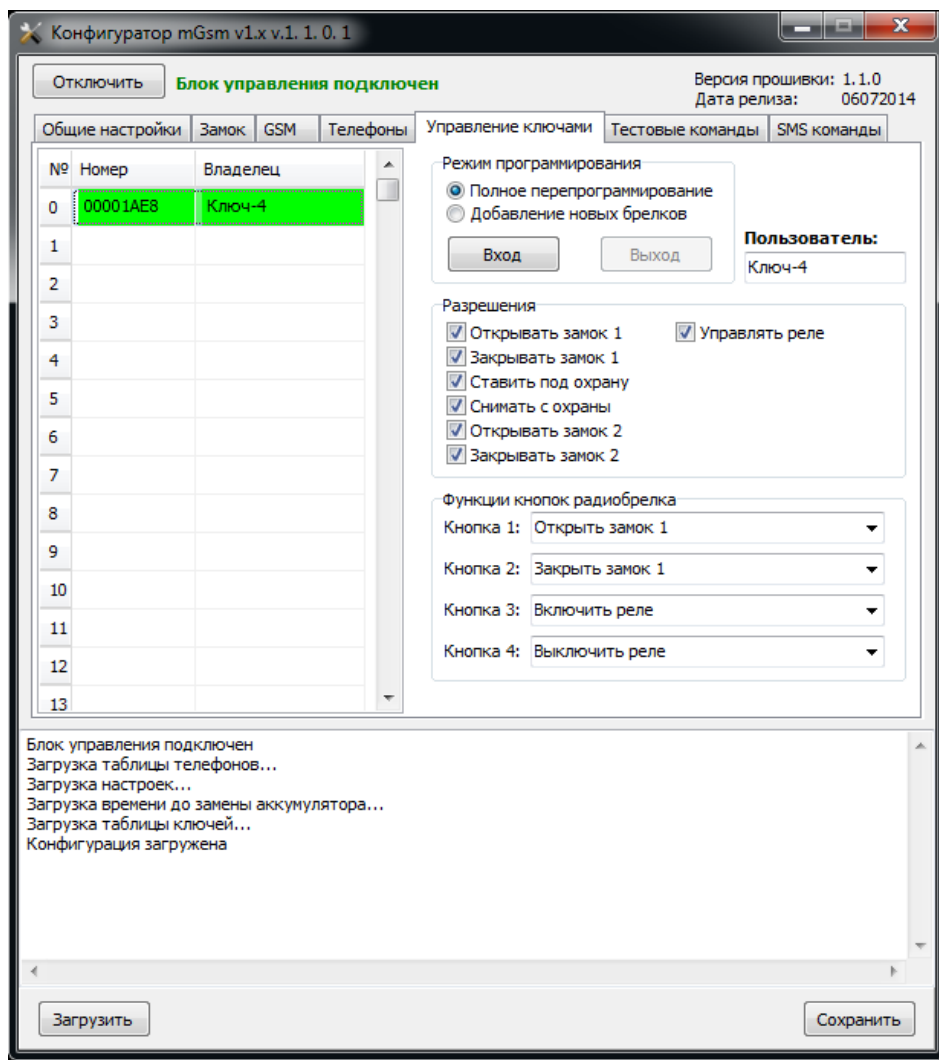 Конфигуратор mGsm v1.x v.1. 1. 0. 1
Отключить
Блок управления подключен
Версия прошивки: 1.1.0
Дата релиза: 06072014
Общие настройки
Замок
GSM
Телефоны
Управление ключами
Тестовые команды
SMS команды
№ Номер Владелец
0 00001AE8 Ключ-4
1
2
3
4
5
6
7
8
9
10
11
12
13
Режим программирования
Полное перепрограммирование
Добавление новых брелков
Вход
Выход
Пользователь:
Ключ-4
Разрешения
Открывать замок 1
Управлять реле
Закрывать замок 1
Ставить под охрану
Снимать с охраны
Открывать замок 2
Закрывать замок 2
Функции кнопок радиобрелка
Кнопка 1: Открыть замок 1
Кнопка 2: Закрыть замок 1
Кнопка 3: Включить реле
Кнопка 4: Выключить реле
Блок управления подключен
Загрузка таблицы телефонов...
Загрузка настроек...
Загрузка времени до замены аккумулятора...
Загрузка таблицы ключей...
Конфигурация загружена
Загрузить
Сохранить